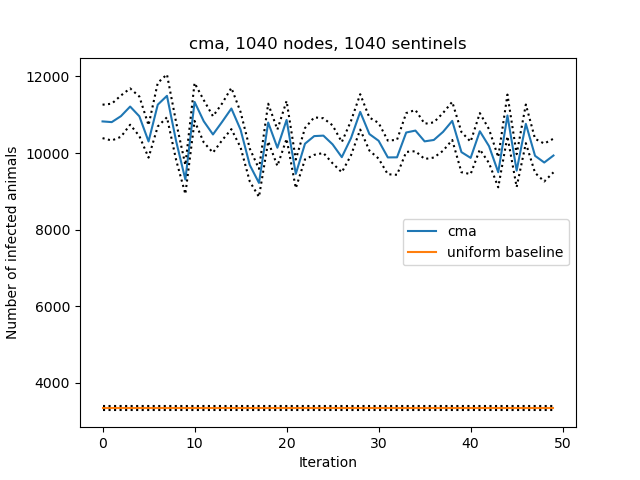 cma, 1040 nodes, 1040 sentinels
Number of infected animals
12000
10000
8000
6000
4000
cma
uniform baseline
0 10 20 30 40 50
Iteration